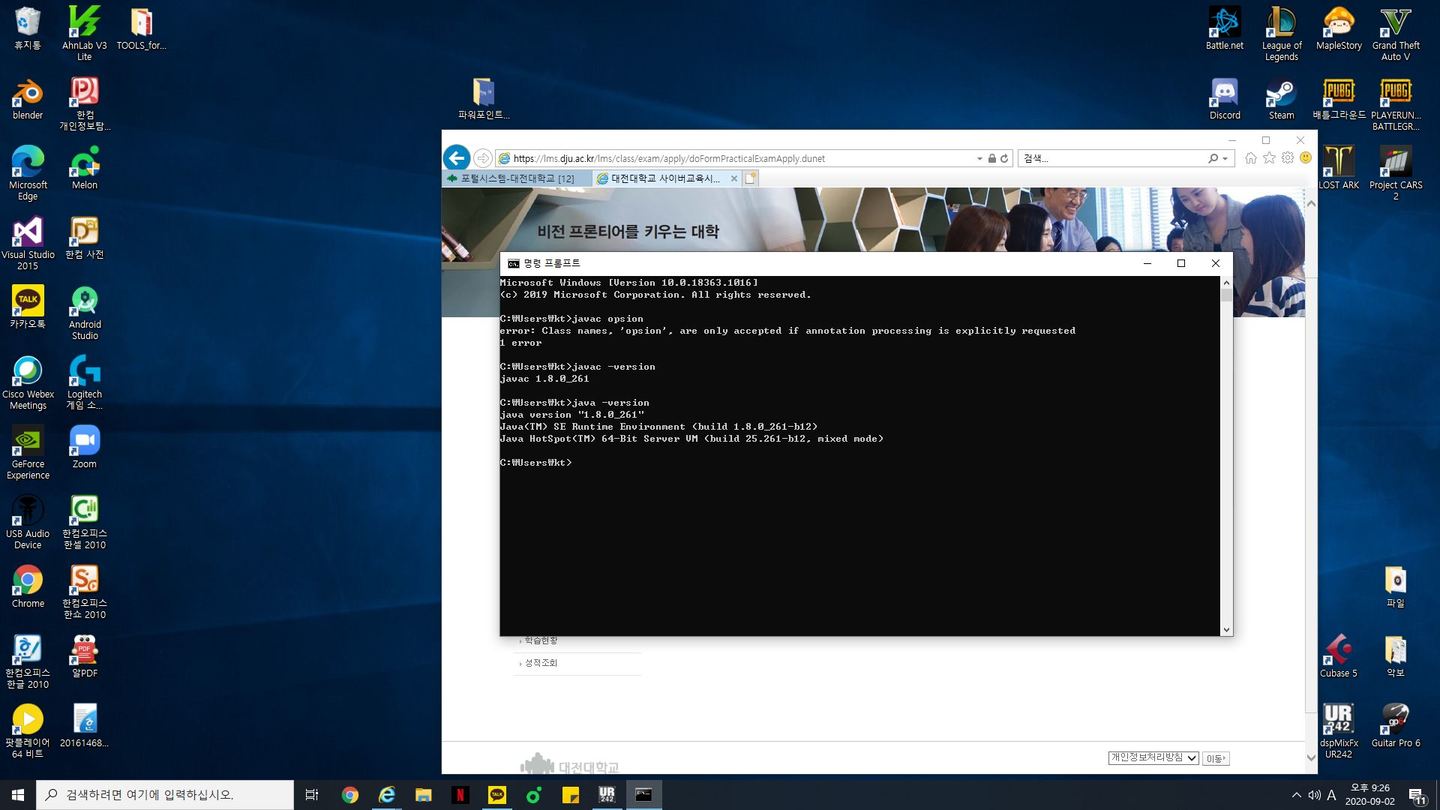 휴지통
AhnLab V3
Lite
TOOLS_for...
blender
한컴
개인정보탐...
Microsoft
Edge
Melon
Visual Studio
2015
한컴 사전
TALK
카카오톡
Android
Studio
Cisco Webex
Meetings
Logitech
게임 소...
GeForce
Experience
Zoom
USB Audio
Device
한컴오피스
한셀 2010
Chrome
한컴오피스
한쇼 2010
한컴오피스
한글 2010
PDF
알PDF
팟플레이어
64 비트
20161468...
파워포인트...
Battle.net
League of
Legends
MapleStory
Grand Theft
Auto V
Discord
Steam
PUBG
배틀그라운드
PUBG
PLAYERUN...
BATTLEGR...
LOST ARK
Project CARS
2
파일
Cubase 5
악보
UR
242
dspMixFx
UR242
Guitar Pro 6
https://lms.dju.ac.kr/lms/class/exam/apply/doFormPracticalExamApply.dunet
검색...
포털시스템-대전대학교 [12]
대전대학교 사이버교육시...
비전 프론티어를 키우는 대학
명령 프롬프트
Microsoft Windows [Version 10.0.18363.1016]
(c) 2019 Microsoft Corporation. All rights reserved.
C:₩Users₩kt>javac opsion
error: Class names, 'opsion', are only accepted if annotation processing is explicitly requested
1 error
C:₩Users₩kt>javac -version
javac 1.8.0_261
C:₩Users₩kt>java -version
java version "1.8.0_261"
Java(TM) SE Runtime Environment (build 1.8.0_261-b12)
Java HotSpot(TM) 64-Bit Server VM (build 25.261-b12, mixed mode)
C:₩Users₩kt>
› 학습현황
› 성적조회
대전대학교
개인정보처리방침
이동
검색하려면 여기에 입력하십시오.
N
TALK
UR
242
A
오후 9:26
2020-09-02
11